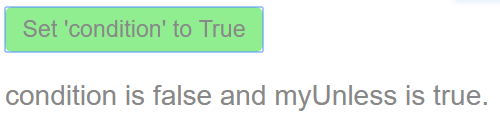 Set 'condition' to True
condition is false and myUnless is true.